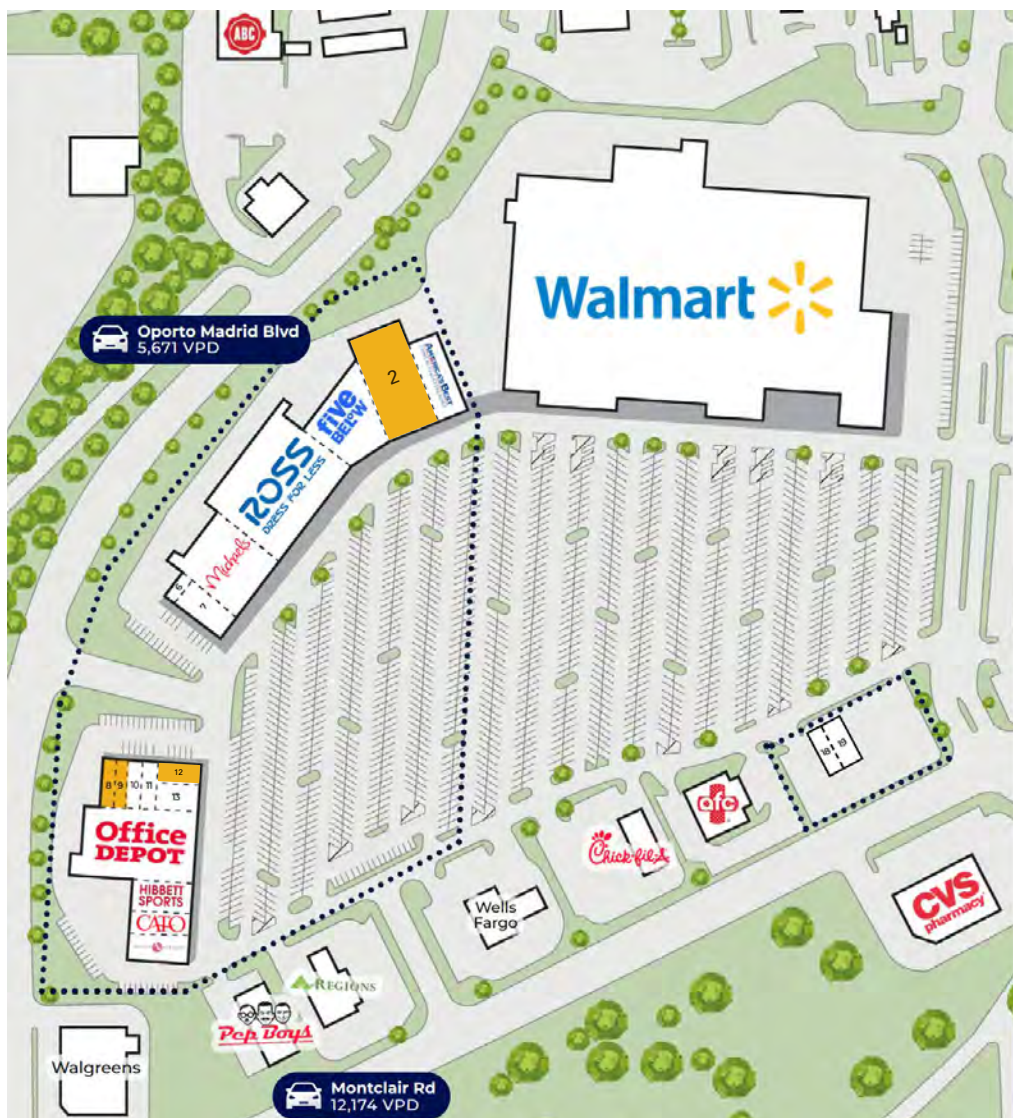 ABC
Walmart
Oporto Madrid Blvd
5,671 VPD
2
AMERICA'S BEST
five
BELOW
ROSS
DRESS FOR LESS
Michaels
6
7
8
9
10
11
12
13
Office
DEPOT
HIBBETT
SPORTS
CATO
18
19
afc
Chick-fil-A
CVS
pharmacy
Wells
Fargo
REGIONS
Pep Boys
Walgreens
Montclair Rd
12,174 VPD